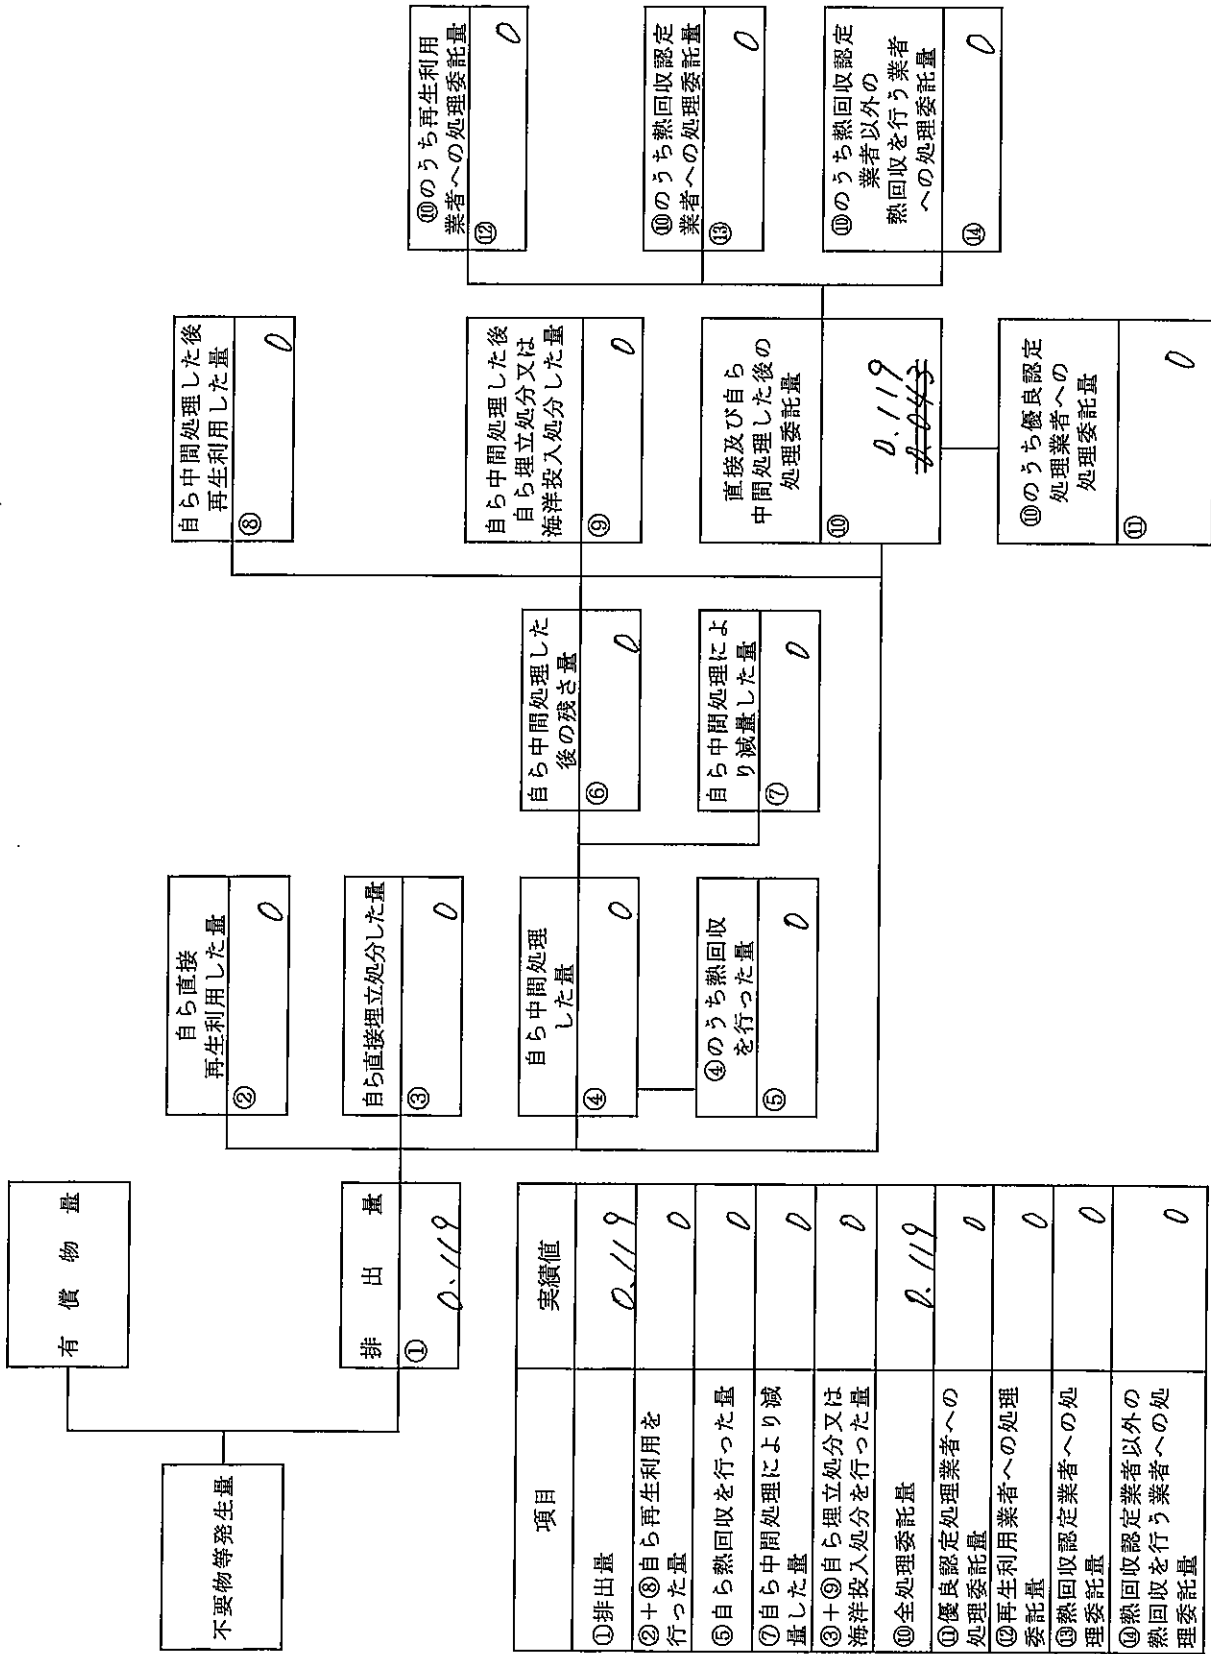 不要物等発生量
有償物量
排出量
①
0.119
自ら直接
再生利用した量
②
0
自ら直接埋立処分した量
③
0
自ら中間処理
した量
④
0
④のうち熱回収
を行った量
⑤
0
自ら中間処理した
後の残さ量
⑥
0
自ら中間処理によ
り減量した量
⑦
0
自ら中間処理した後
再生利用した量
⑧
0
自ら中間処理した後
自ら埋立処分又は
海洋投入処分した量
⑨
0
直接及び自ら
中間処理した後の
処理委託量
⑩
0.119
0.043
⑩のうち優良認定
処理業者への
処理委託量
⑪
0
⑩のうち再生利用
業者への処理委託量
⑫
0
⑩のうち熱回収認定
業者への処理委託量
⑬
0
⑩のうち熱回収認定
業者以外の
熱回収を行う業者
への処理委託量
⑭
0
項目 実績値
①排出量 0.119
②+⑧自ら再生利用を
行った量 0
⑤自ら熱回収を行った量 0
⑦自ら中間処理により減
量した量 0
③+⑨自ら埋立処分又は
海洋投入処分を行った量 0
⑩全処理委託量 0.119
⑪優良認定処理業者への
処理委託量 0
⑫再生利用業者への処理
委託量 0
⑬熱回収認定業者への処
理委託量 0
⑭熱回収認定業者以外の
熱回収を行う業者への処
理委託量 0